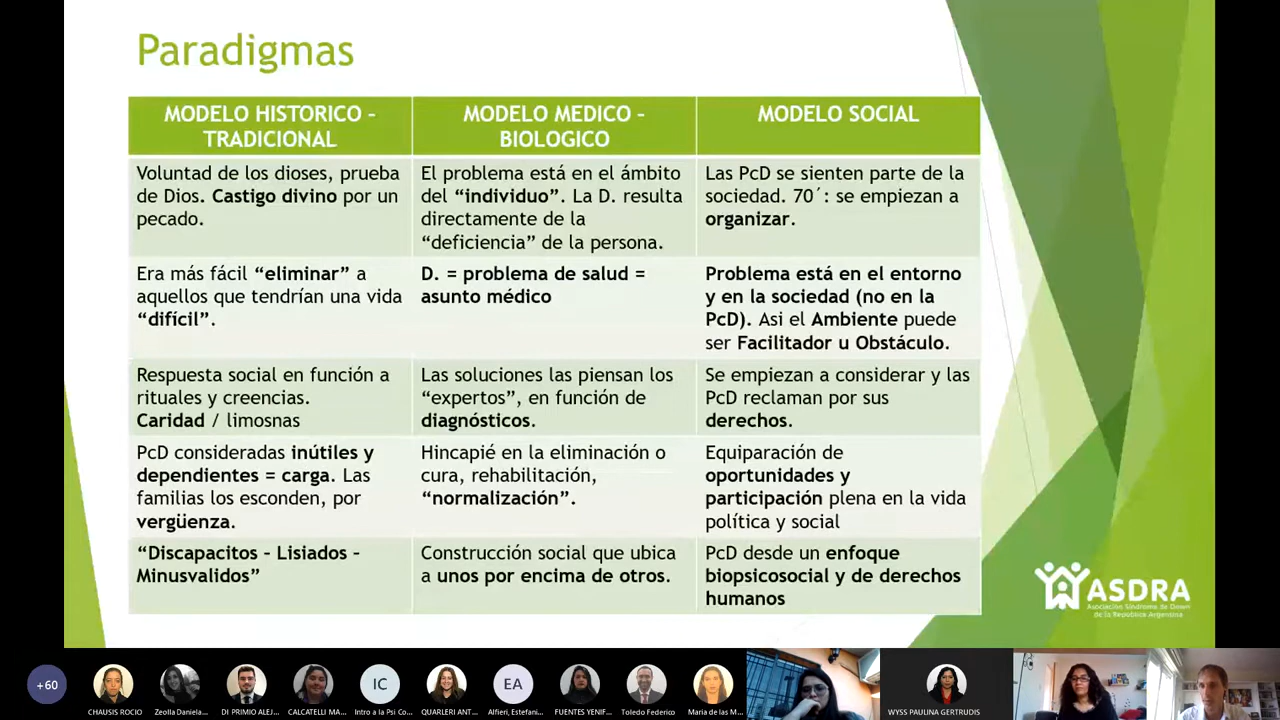 Paradigmas
MODELO HISTORICO –
TRADICIONAL
MODELO MEDICO –
BIOLOGICO
MODELO SOCIAL
Voluntad de los dioses, prueba
de Dios. Castigo divino por un
pecado.
El problema está en el ámbito
del “individuo”. La D. resulta
directamente de la
“deficiencia” de la persona.
Las PcD se sienten parte de la
sociedad. 70´: se empiezan a
organizar.
Era más fácil “eliminar” a
aquellos que tendrían una vida
“difícil”.
D. = problema de salud =
asunto médico
Problema está en el entorno
y en la sociedad (no en la
PcD). Asi el Ambiente puede
ser Facilitador u Obstáculo.
Respuesta social en función a
rituales y creencias.
Caridad / limosnas
Las soluciones las piensan los
“expertos”, en función de
diagnósticos.
Se empiezan a considerar y las
PcD reclaman por sus
derechos.
PcD consideradas inútiles y
dependientes = carga. Las
familias los esconden, por
vergüenza.
Hincapié en la eliminación o
cura, rehabilitación,
“normalización”.
Equiparación de
oportunidades y
participación plena en la vida
política y social
“Discapacitos – Lisiados –
Minusvalidos”
Construcción social que ubica
a unos por encima de otros.
PcD desde un enfoque
biopsicosocial y de derechos
humanos
ASDRA
Asociación Síndrome de Down
de la República Argentina
+60
IC
EA
CHAUSIS ROCIO
Zeolla Daniela...
DI PRIMIO ALEJ...
CALCATELLI MA...
Intro a la Psi Co...
QUARLERI ANT...
Alfieri, Estefani...
FUENTES YENIF...
Toledo Federico
Maria de las M...
WYSS PAULINA GERTRUDIS